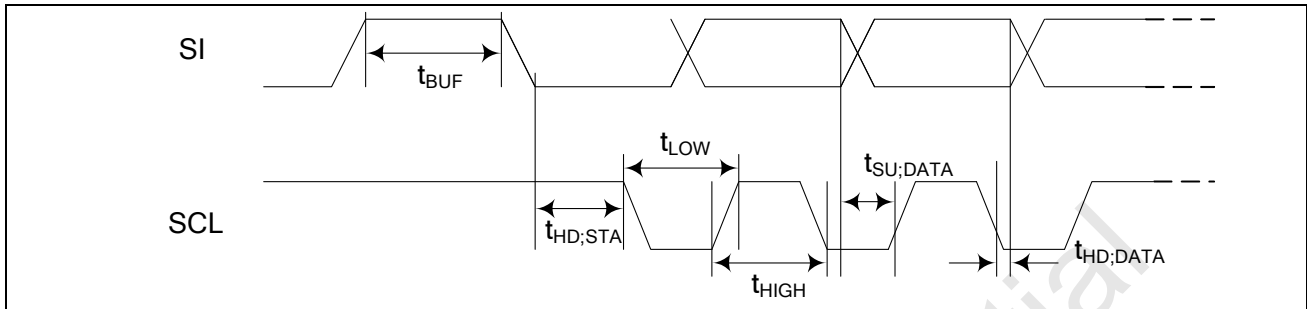 SI
tBUF
tLOW
tSU;DATA
SCL
tHD;STA
tHD;DATA
tHIGH